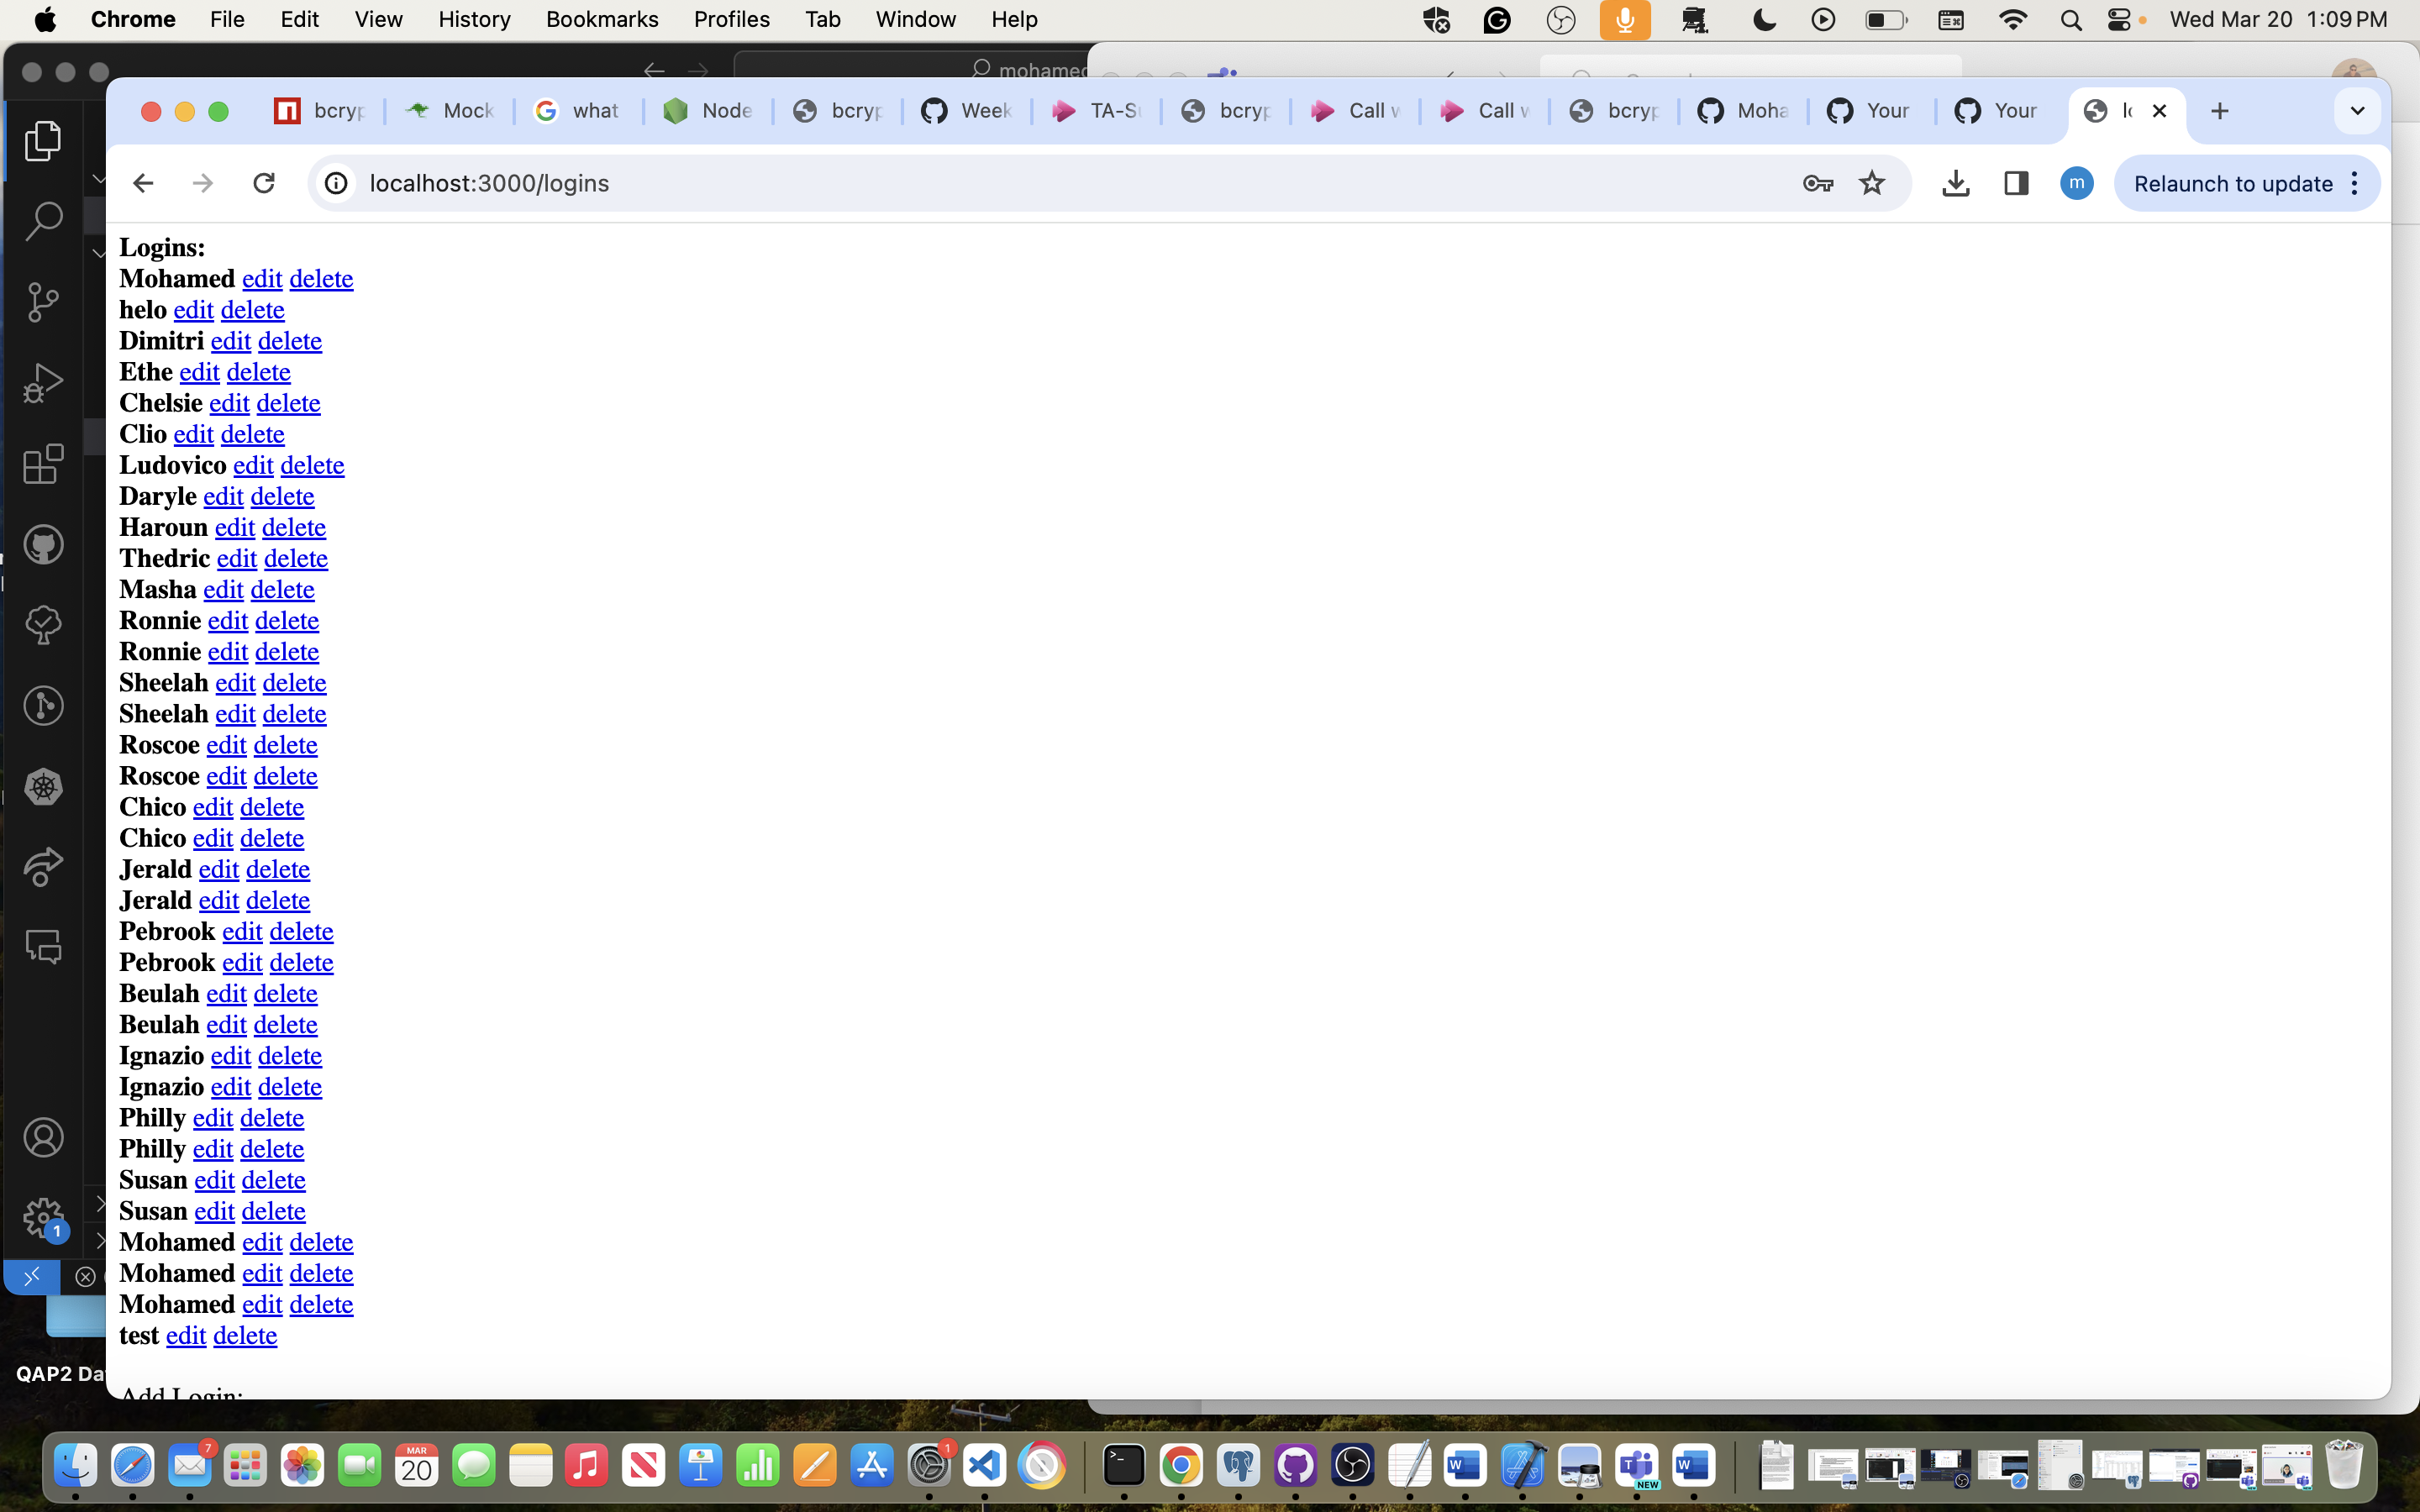 Chrome File Edit View History Bookmarks Profiles Tab Window Help Wed Mar 20 1:09 PM
mohamed
bcryp Mock what Node bcryp Week TA-S Call bcryp Call Moha Your Your
localhost:3000/logins m Relaunch to update
Logins:
Mohamed edit delete
helo edit delete
Dimitri edit delete
Ethe edit delete
Chelsie edit delete
Clio edit delete
Ludovico edit delete
Daryle edit delete
Haroun edit delete
Thedric edit delete
Masha edit delete
Ronnie edit delete
Ronnie edit delete
Sheelah edit delete
Sheelah edit delete
Roscoe edit delete
Roscoe edit delete
Chico edit delete
Chico edit delete
Jerald edit delete
Jerald edit delete
Pebrook edit delete
Pebrook edit delete
Beulah edit delete
Beulah edit delete
Ignazio edit delete
Ignazio edit delete
Philly edit delete
Philly edit delete
Susan edit delete
Susan edit delete
Mohamed edit delete
Mohamed edit delete
Mohamed edit delete
test edit delete
1
QAP2 Da
Add Login:
7 MAR 20 1 NEW